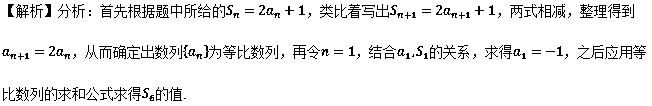 【解析】分析：首先根据题中所给的Sₙ=2aₙ+1，类比着写出Sₙ₊₁=2aₙ₊₁+1，两式相减，整理得到
aₙ₊₁=2aₙ，从而确定出数列{aₙ}为等比数列，再令n=1，结合a₁,S₁的关系，求得a₁=−1，之后应用等
比数列的求和公式求得S₆的值.